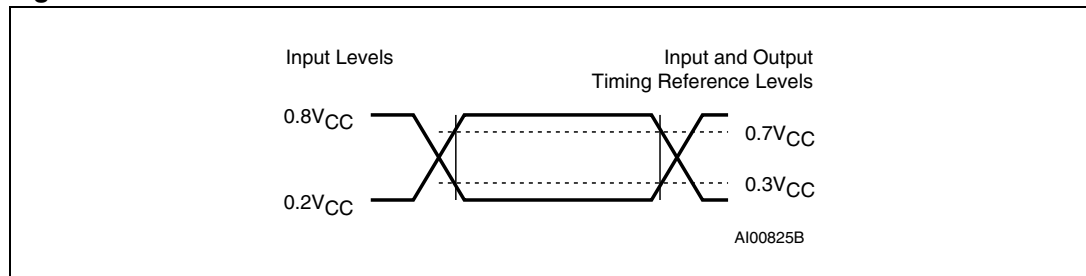 Input Levels
Input and Output
Timing Reference Levels
0.8VCC
0.7VCC
0.3VCC
0.2VCC
AI00825B